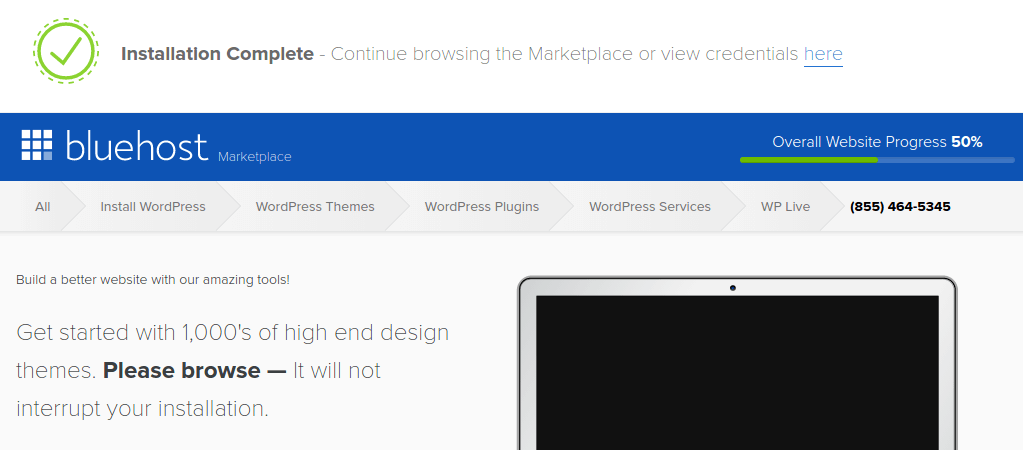 Installation Complete - Continue browsing the Marketplace or view credentials here
bluehost Marketplace
Overall Website Progress 50%
All Install WordPress WordPress Themes WordPress Plugins WordPress Services WP Live (855) 464-5345
Build a better website with our amazing tools!
Get started with 1,000's of high end design
themes. Please browse — It will not
interrupt your installation.